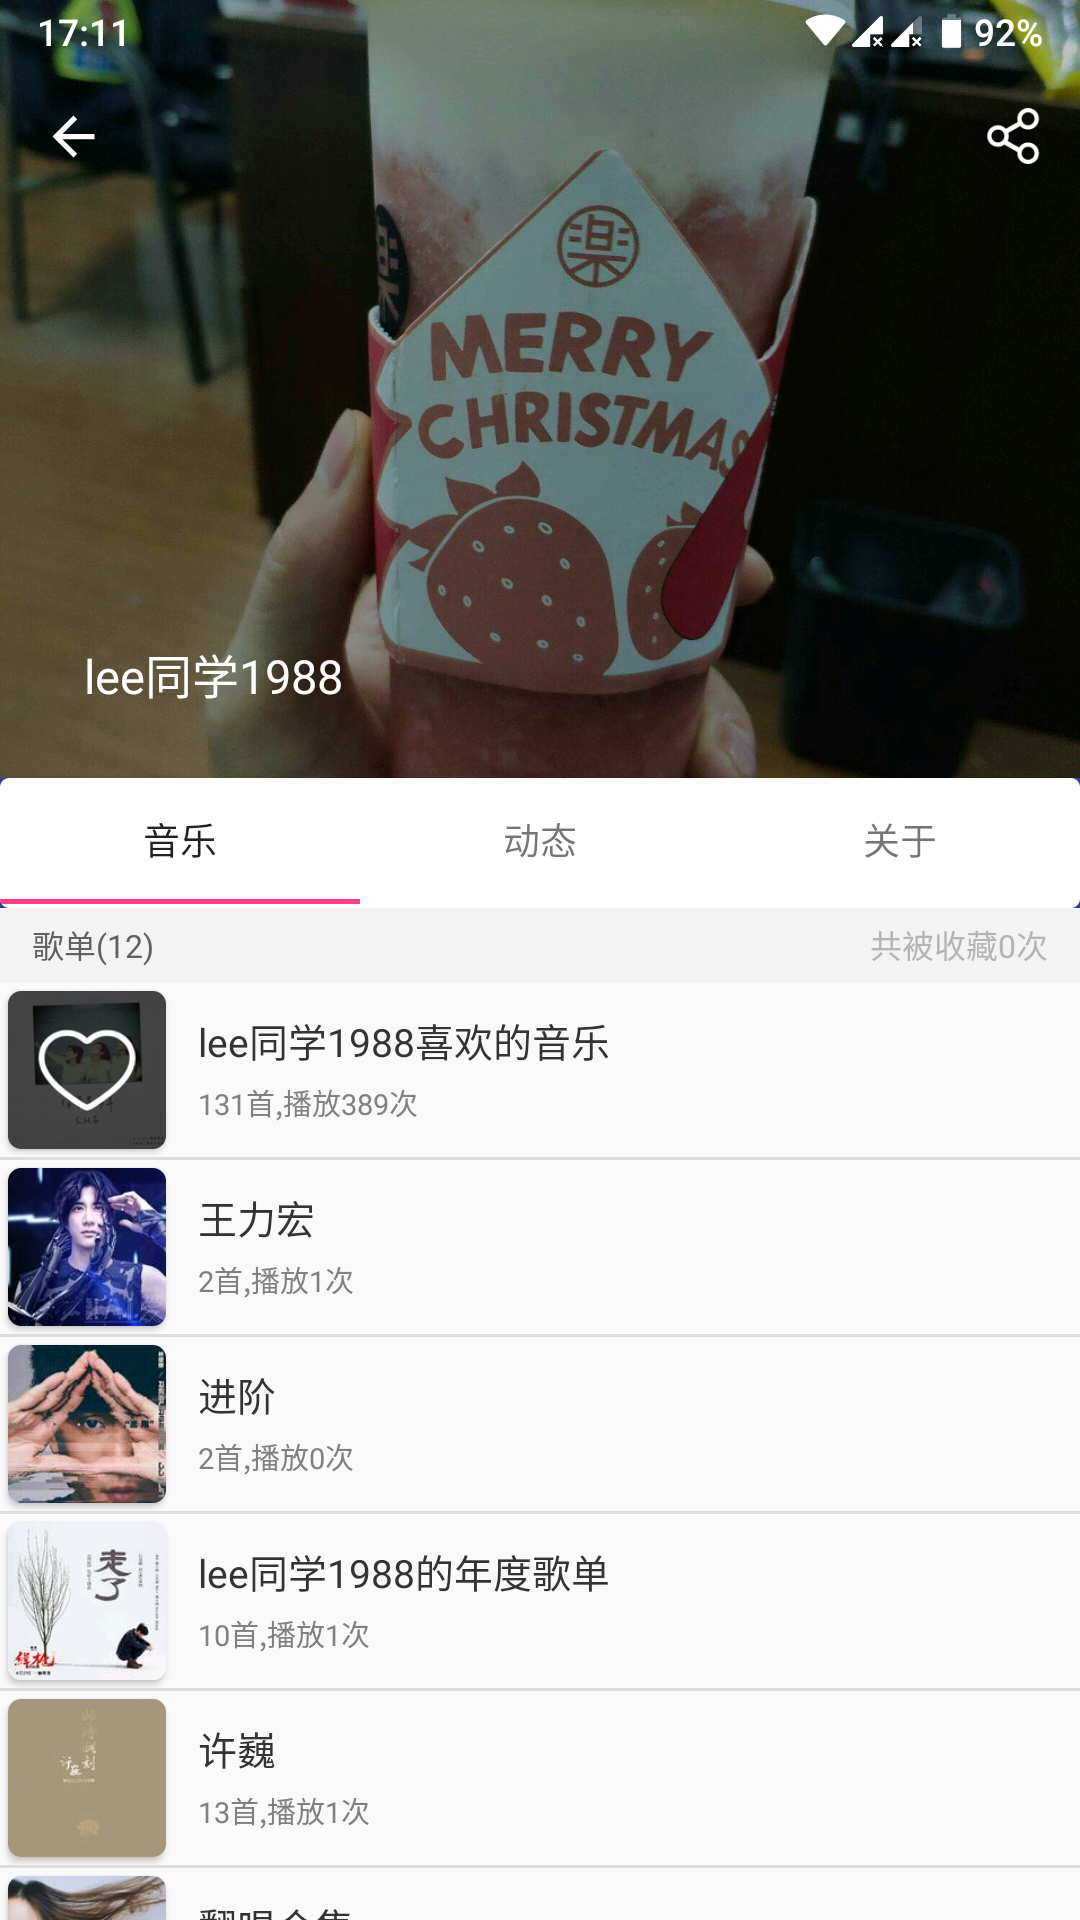 17:11
92%
楽
MERRY
CHRISTMAS
lee同学1988
音乐
动态
关于
歌单(12)
共被收藏0次
lee同学1988喜欢的音乐
131首,播放389次
S.H.E
王力宏
2首,播放1次
进阶
2首,播放0次
走了
lee同学1988的年度歌单
10首,播放1次
许巍
13首,播放1次